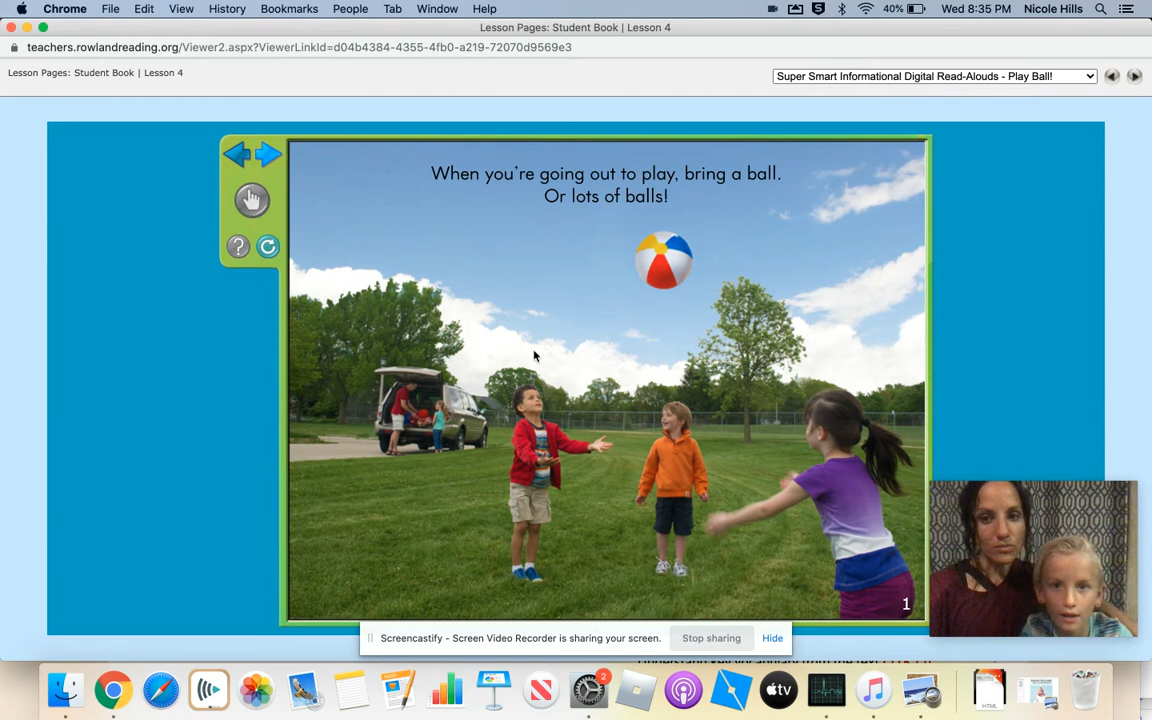 Chrome File Edit View History Bookmarks People Tab Window Help 40% Wed 8:35 PM Nicole Hills
Lesson Pages: Student Book | Lesson 4
teachers.rowlandreading.org/Viewer2.aspx?ViewerLinkId=d04b4384-4355-4fb0-a219-72070d9569e3
Lesson Pages: Student Book | Lesson 4
Super Smart Informational Digital Read-Alouds - Play Ball!
?
When you're going out to play, bring a ball.
Or lots of balls!
1
Screencastify - Screen Video Recorder is sharing your screen. Stop sharing Hide
2
tv
HTML